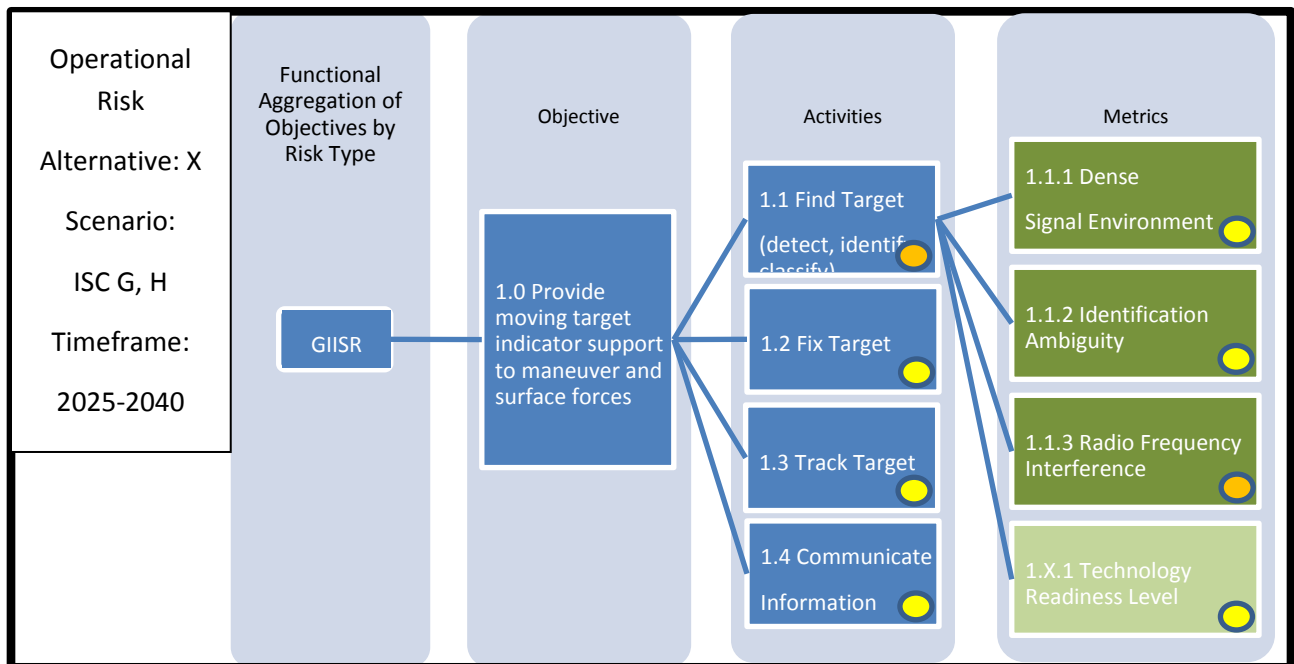 Operational
Risk
Alternative: X
Scenario:
ISC G, H
Timeframe:
2025-2040
Functional
Aggregation of
Objectives by
Risk Type
GIISR
Objective
1.0 Provide
moving target
indicator support
to maneuver and
surface forces
Activities
1.1 Find Target
(detect, identify
classify)
1.2 Fix Target
1.3 Track Target
1.4 Communicate
Information
Metrics
1.1.1 Dense
Signal Environment
1.1.2 Identification
Ambiguity
1.1.3 Radio Frequency
Interference
1.X.1 Technology
Readiness Level